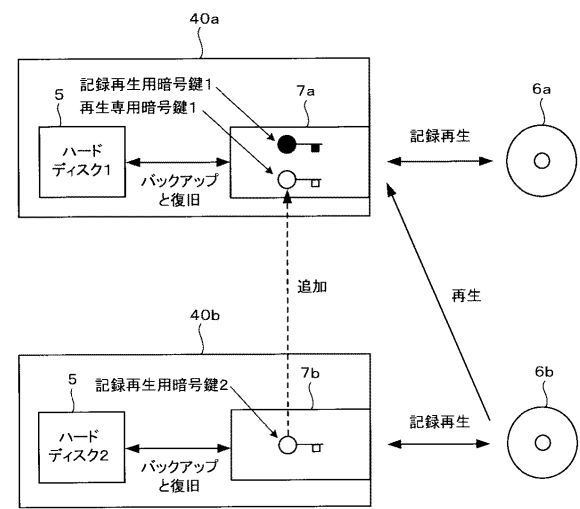 40a
記録再生用暗号鍵1
再生専用暗号鍵1
7a
5
ハード
ディスク1
バックアップ
と復旧
記録再生
6a
追加
再生
40b
5
記録再生用暗号鍵2
7b
ハード
ディスク2
バックアップ
と復旧
記録再生
6b